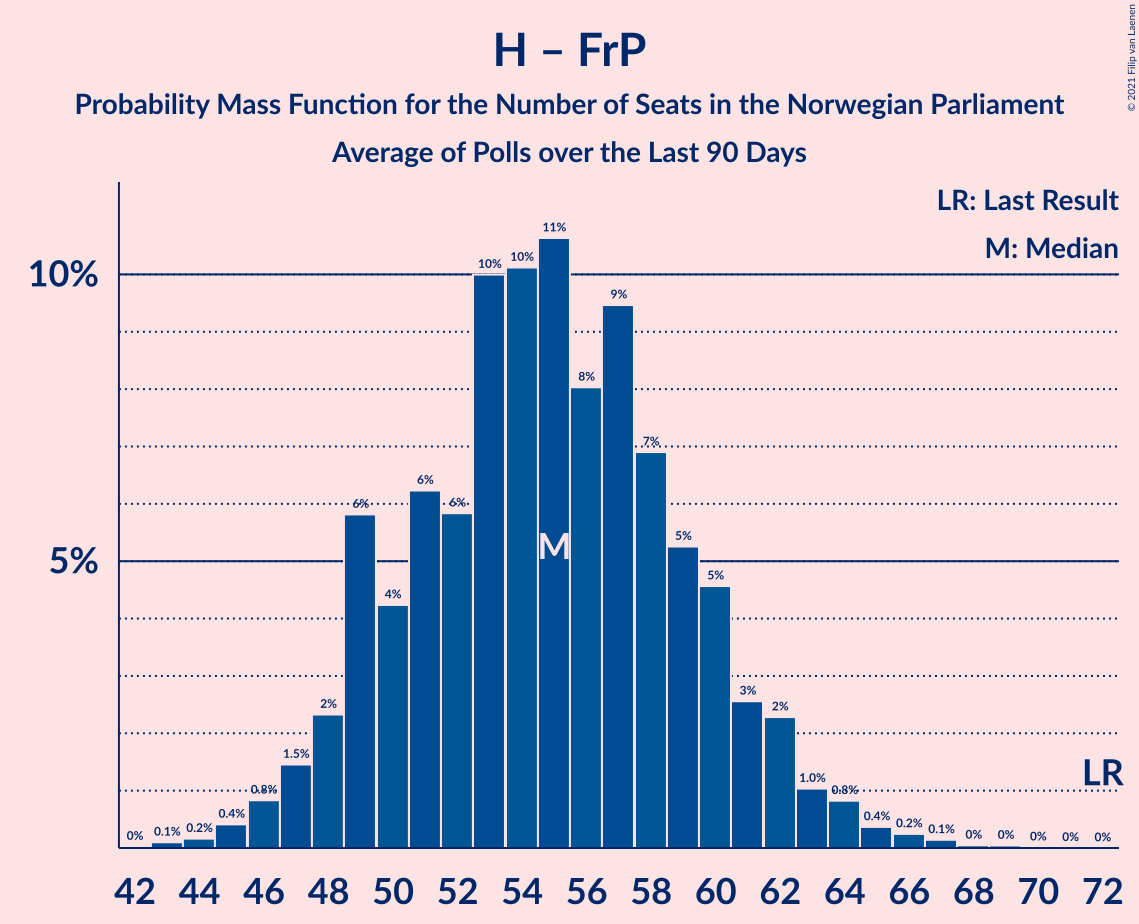 H – FrP
Probability Mass Function for the Number of Seats in the Norwegian Parliament
Average of Polls over the Last 90 Days
© 2021 Filip van Laenen
LR: Last Result
M: Median
10%
5%
0% 0.1% 0.2% 0.4% 0.8% 1.5% 2% 6% 4% 6% 6% 10% 10% 11% 8% 9% 7% 5% 5% 3% 2% 1.0% 0.8% 0.4% 0.2% 0.1% 0% 0% 0% 0% 0%
M
LR
42 44 46 48 50 52 54 56 58 60 62 64 66 68 70 72